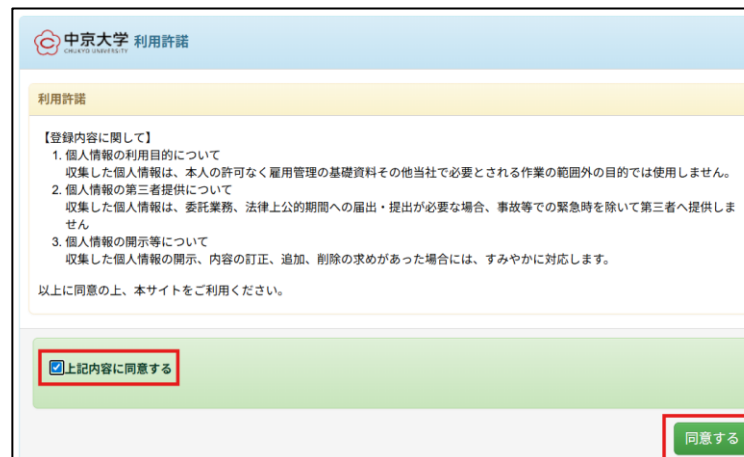 中京大学 利用許諾
CHUKYO UNIVERSITY
利用許諾
【登録内容に関して】
1. 個人情報の利用目的について
収集した個人情報は、本人の許可なく雇用管理の基礎資料その他当社で必要とされる作業の範囲外の目的では使用しません。
2. 個人情報の第三者提供について
収集した個人情報は、委託業務、法律上公的期間への届出・提出が必要な場合、事故等での緊急時を除いて第三者へ提供しま
せん
3. 個人情報の開示等について
収集した個人情報の開示、内容の訂正、追加、削除の求めがあった場合には、すみやかに対応します。
以上に同意の上、本サイトをご利用ください。
上記内容に同意する
同意する